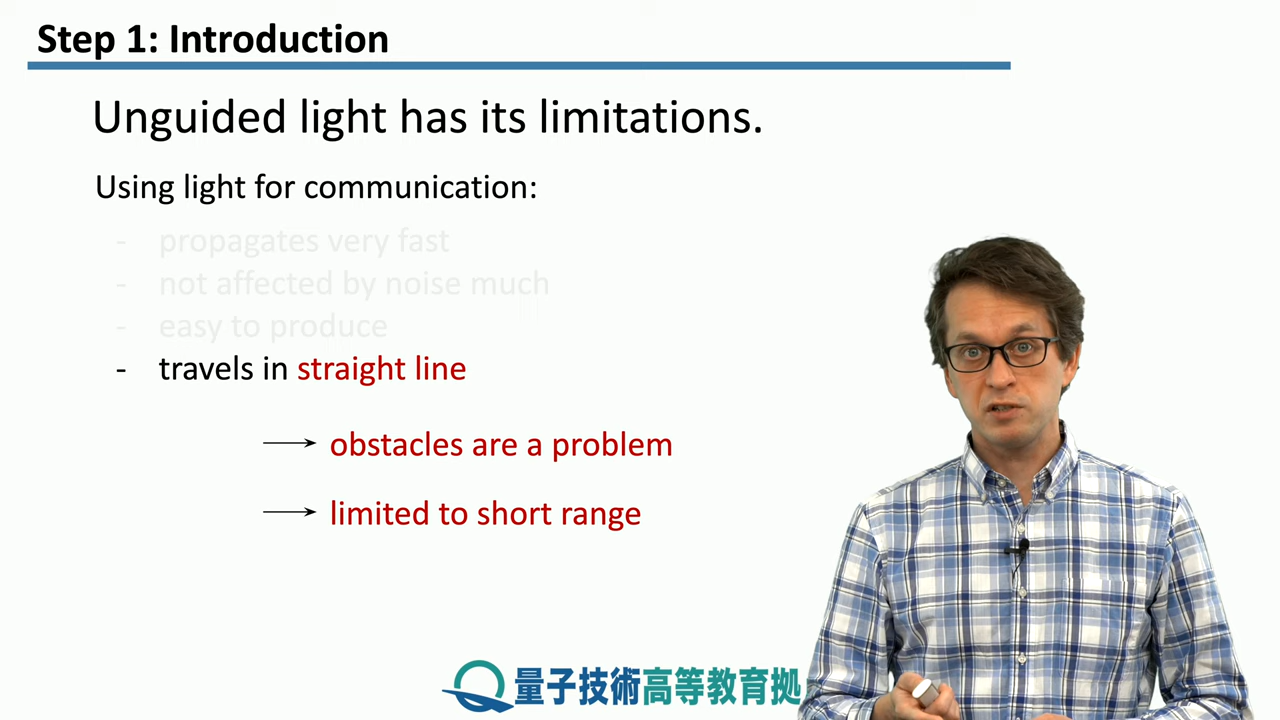 Step 1: Introduction
Unguided light has its limitations.
Using light for communication:
- propagates very fast
- not affected by noise much
- easy to produce
- travels in straight line
obstacles are a problem
limited to short range
量子技術高等教育拠